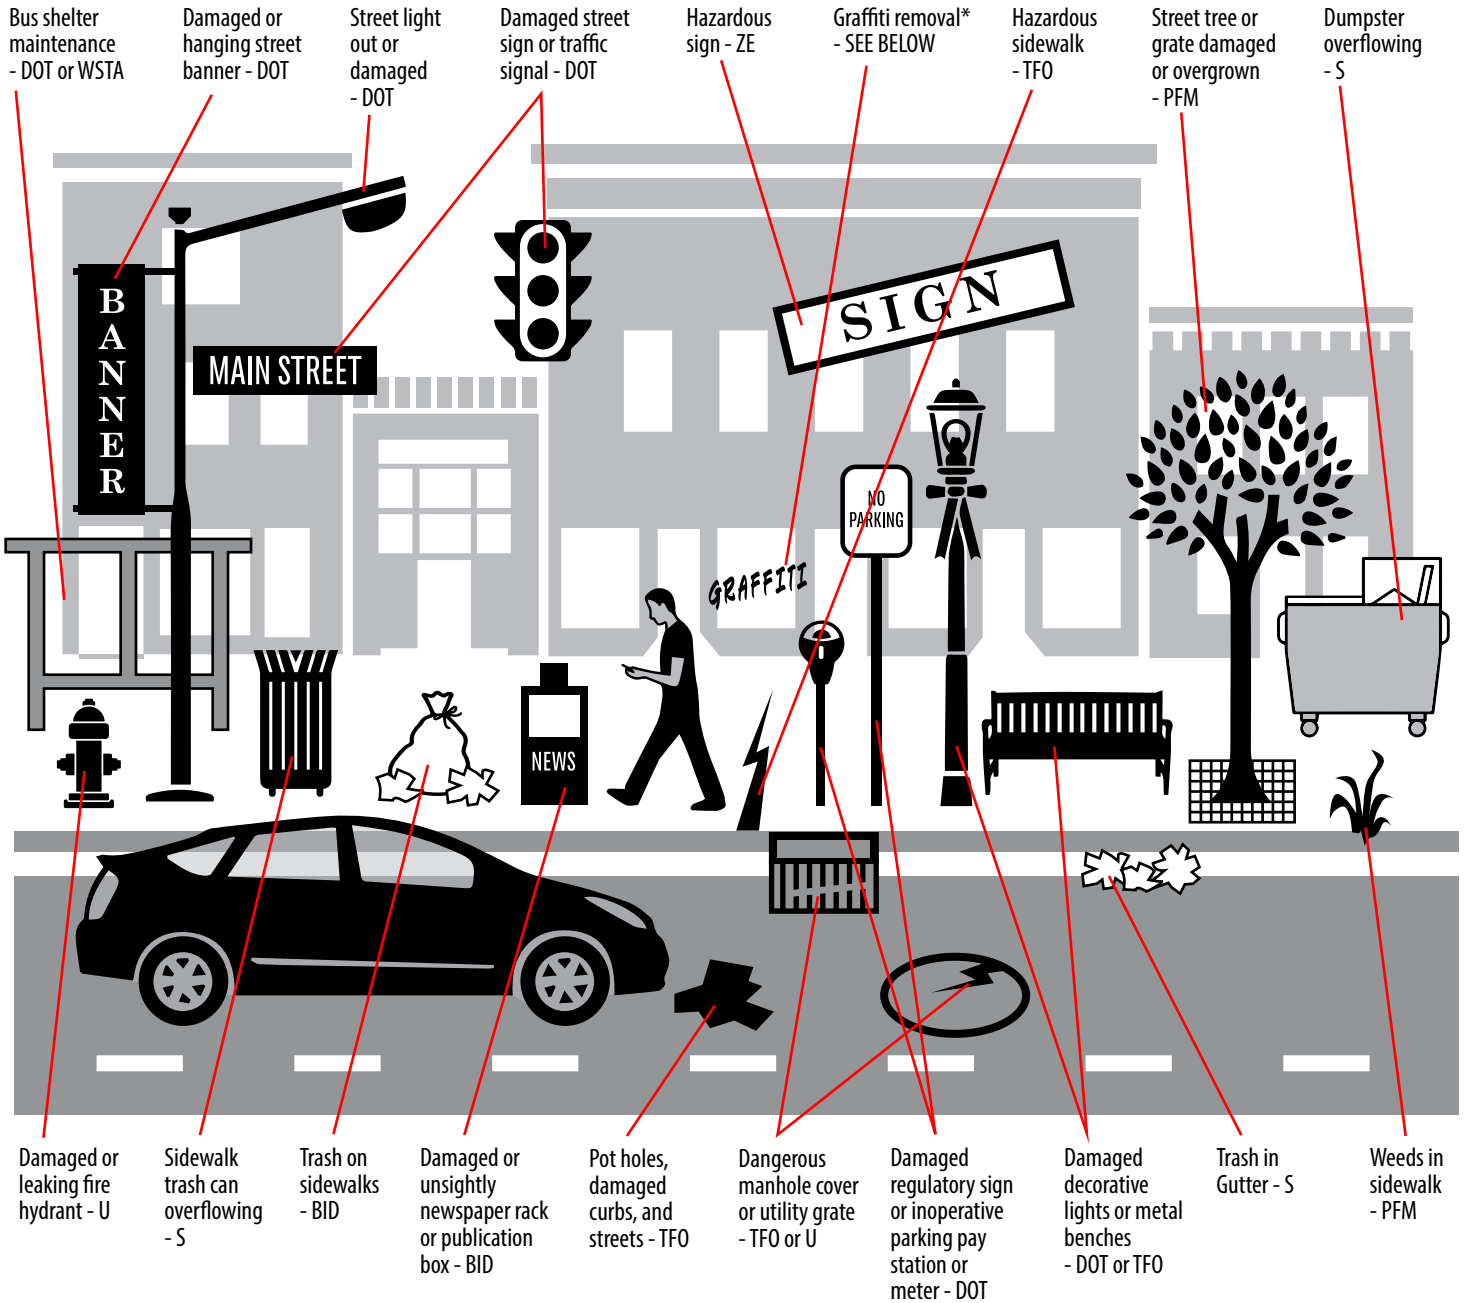 Bus shelter
maintenance
- DOT or WSTA
Damaged or
hanging street
banner - DOT
Street light
out or
damaged
- DOT
Damaged street
sign or traffic
signal - DOT
Hazardous
sign - ZE
Graffiti removal*
- SEE BELOW
Hazardous
sidewalk
- TFO
Street tree or
grate damaged
or overgrown
- PFM
Dumpster
overflowing
- S
BANNER
MAIN STREET
SIGN
NO
PARKING
GRAFFITI
NEWS
Damaged or
leaking fire
hydrant - U
Sidewalk
trash can
overflowing
- S
Trash on
sidewalks
- BID
Damaged or
unsightly
newspaper rack
or publication
box - BID
Pot holes,
damaged
curbs, and
streets - TFO
Dangerous
manhole cover
or utility grate
- TFO or U
Damaged
regulatory sign
or inoperative
parking pay
station or
meter - DOT
Damaged
decorative
lights or metal
benches
- DOT or TFO
Trash in
Gutter - S
Weeds in
sidewalk
- PFM